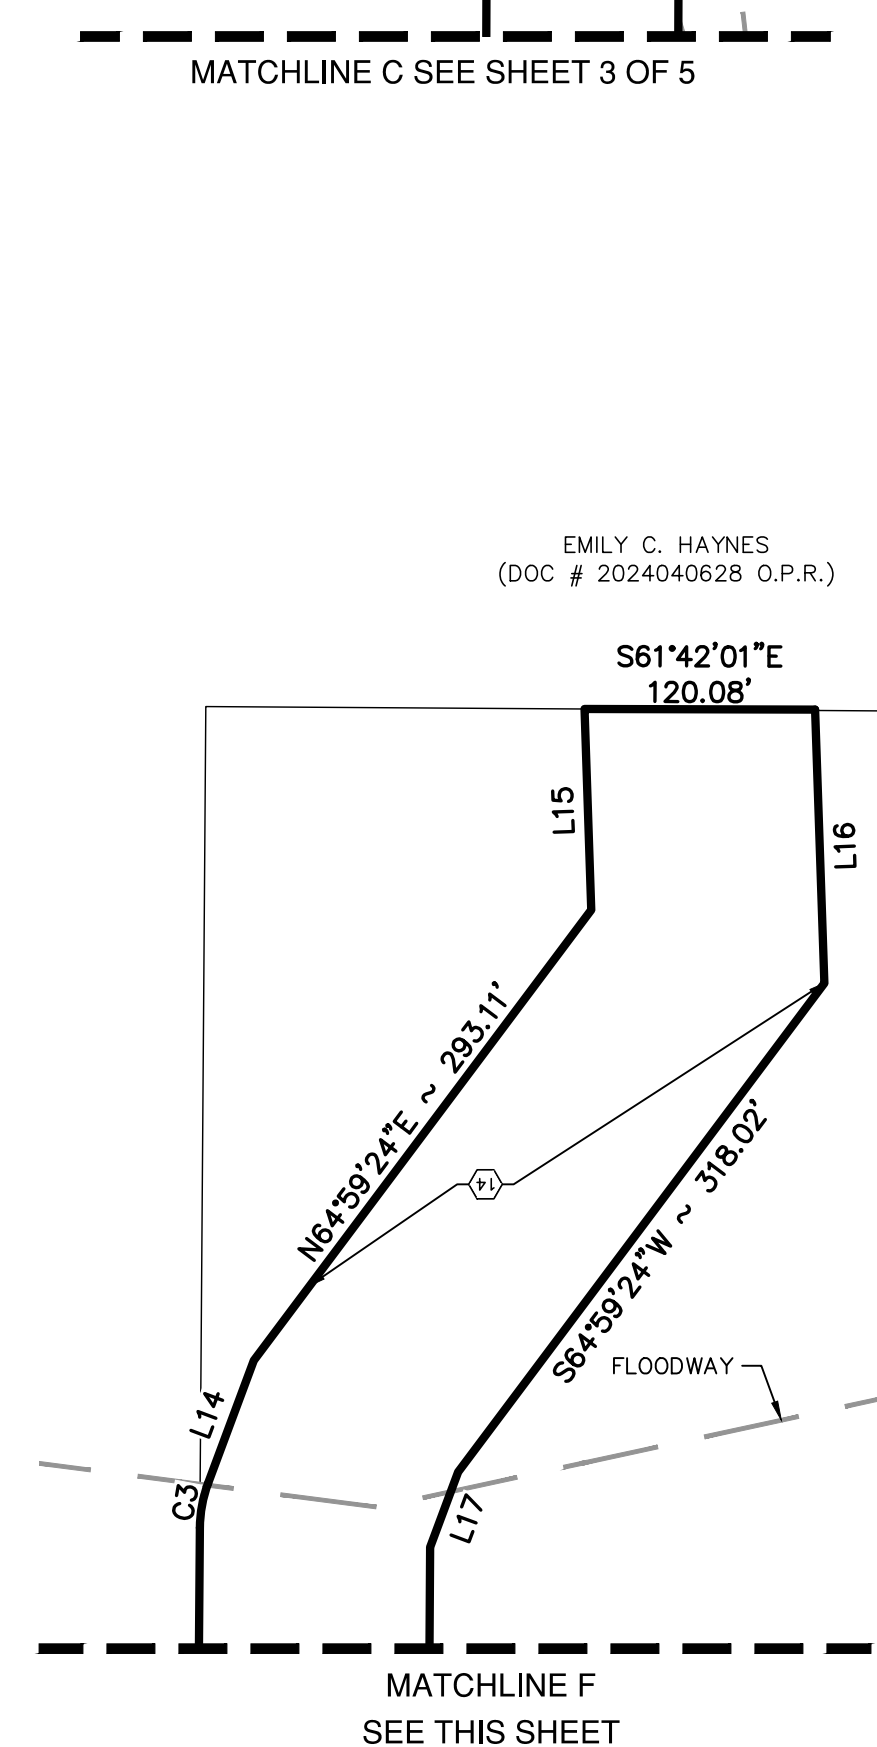 MATCHLINE C SEE SHEET 3 OF 5
EMILY C. HAYNES
(DOC # 2024040628 O.P.R.)
S61°42'01"E
120.08'
L15
L16
N64°59'24"E ~ 293.11'
14
S64°59'24"W ~ 318.02'
FLOODWAY
L14
C3
L17
MATCHLINE F
SEE THIS SHEET